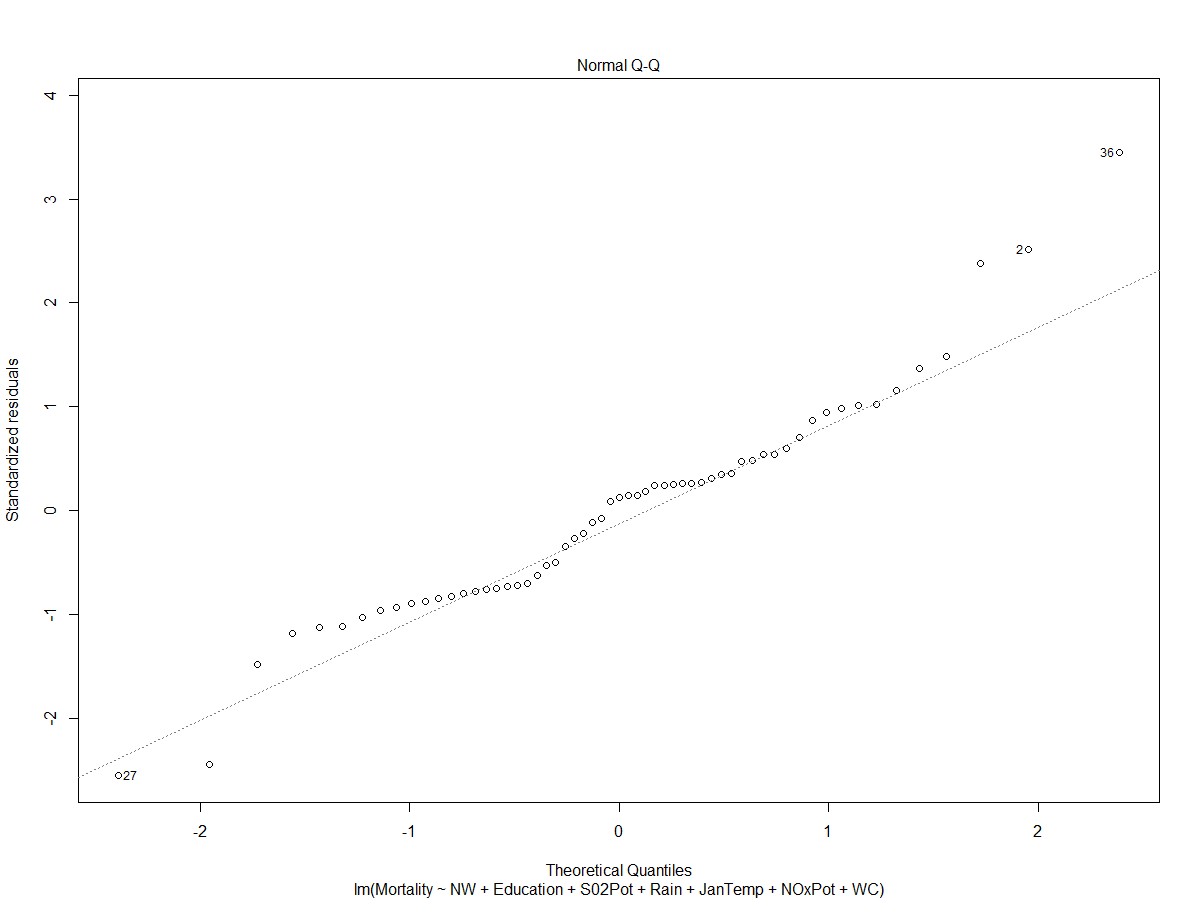 Normal Q-Q
4
3
2
1
0
-1
-2
Standardized residuals
36
2
27
-2 -1 0 1 2
Theoretical Quantiles
lm(Mortality ~ NW + Education + S02Pot + Rain + JanTemp + NOxPot + WC)